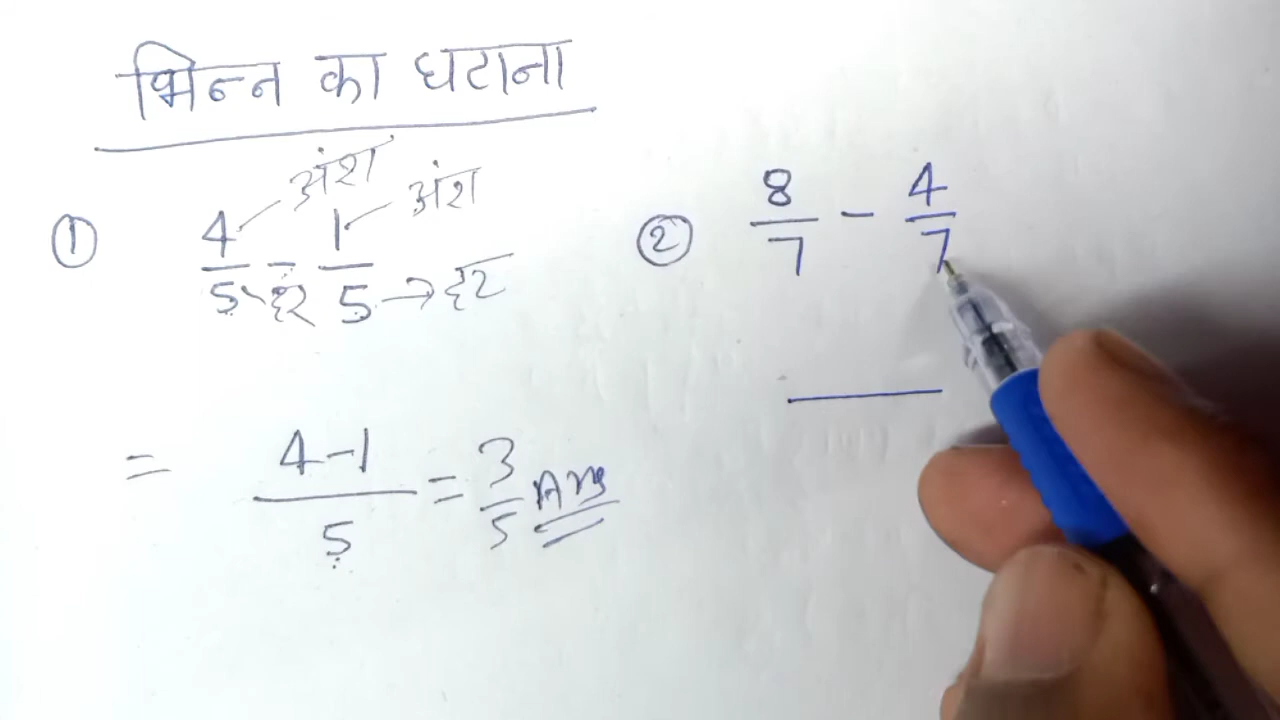 भिन्न का घटाना
① 4/5 - 1/5
अंश अंश
हर → हर
= (4-1)/5 = 3/5 Ans
② 8/7 - 4/7